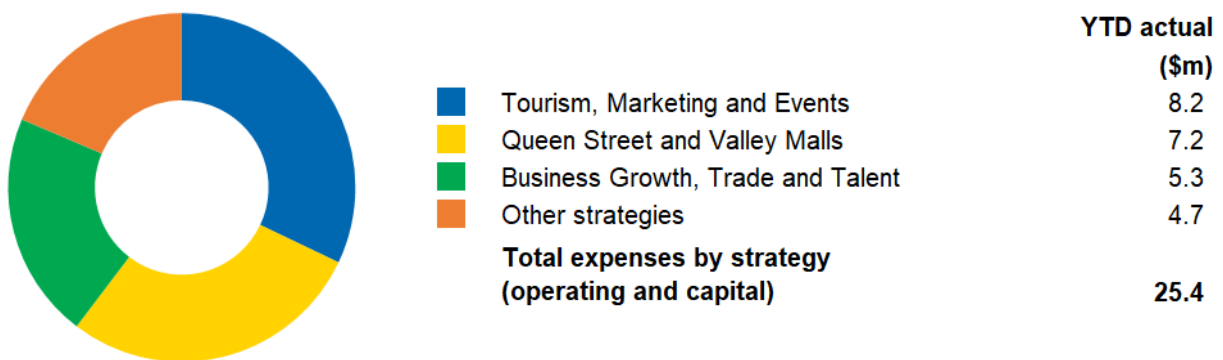 YTD actual
($m)
Tourism, Marketing and Events 8.2
Queen Street and Valley Malls 7.2
Business Growth, Trade and Talent 5.3
Other strategies 4.7
Total expenses by strategy
(operating and capital) 25.4